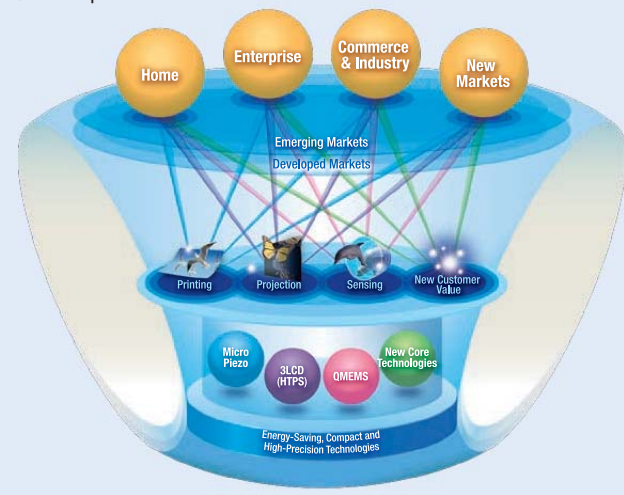 Home
Enterprise
Commerce
& Industry
New
Markets
Emerging Markets
Developed Markets
Printing
Projection
Sensing
New Customer
Value
Micro
Piezo
3LCD
(HTPS)
QMEMS
New Core
Technologies
Energy-Saving, Compact and
High-Precision Technologies